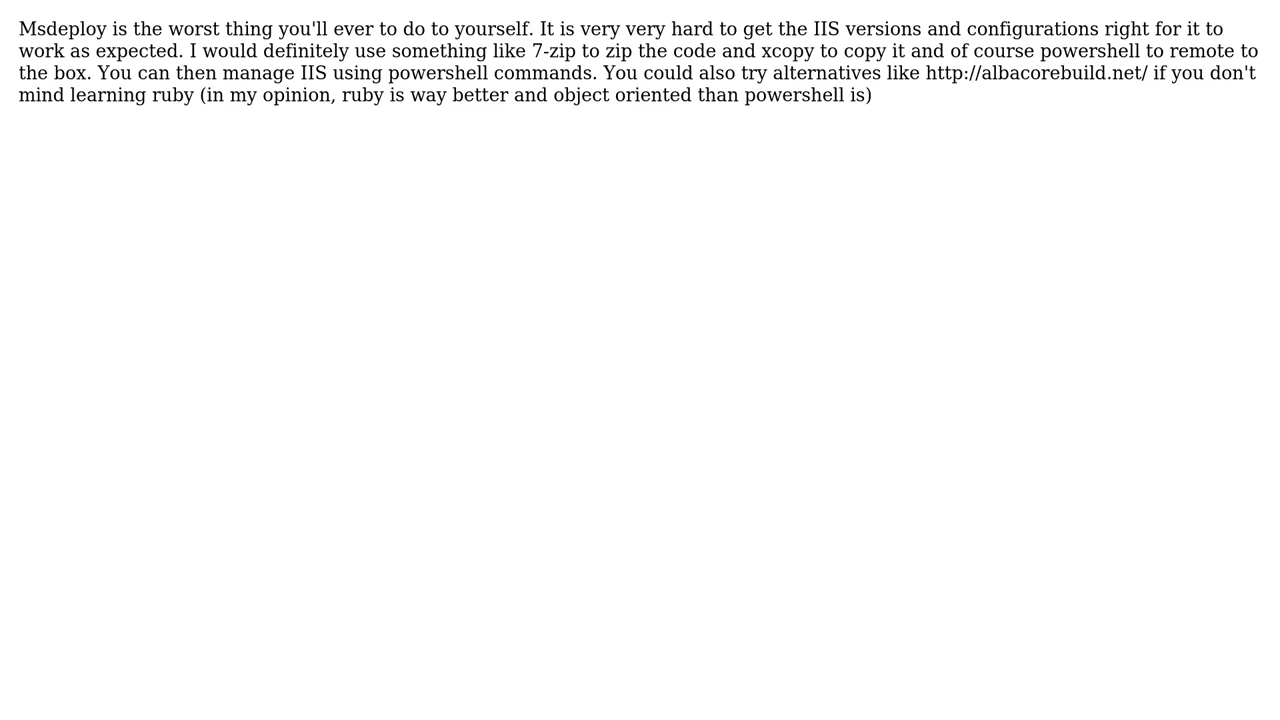 Msdeploy is the worst thing you'll ever to do to yourself. It is very very hard to get the IIS versions and configurations right for it to
work as expected. I would definitely use something like 7-zip to zip the code and xcopy to copy it and of course powershell to remote to
the box. You can then manage IIS using powershell commands. You could also try alternatives like http://albacorebuild.net/ if you don't
mind learning ruby (in my opinion, ruby is way better and object oriented than powershell is)